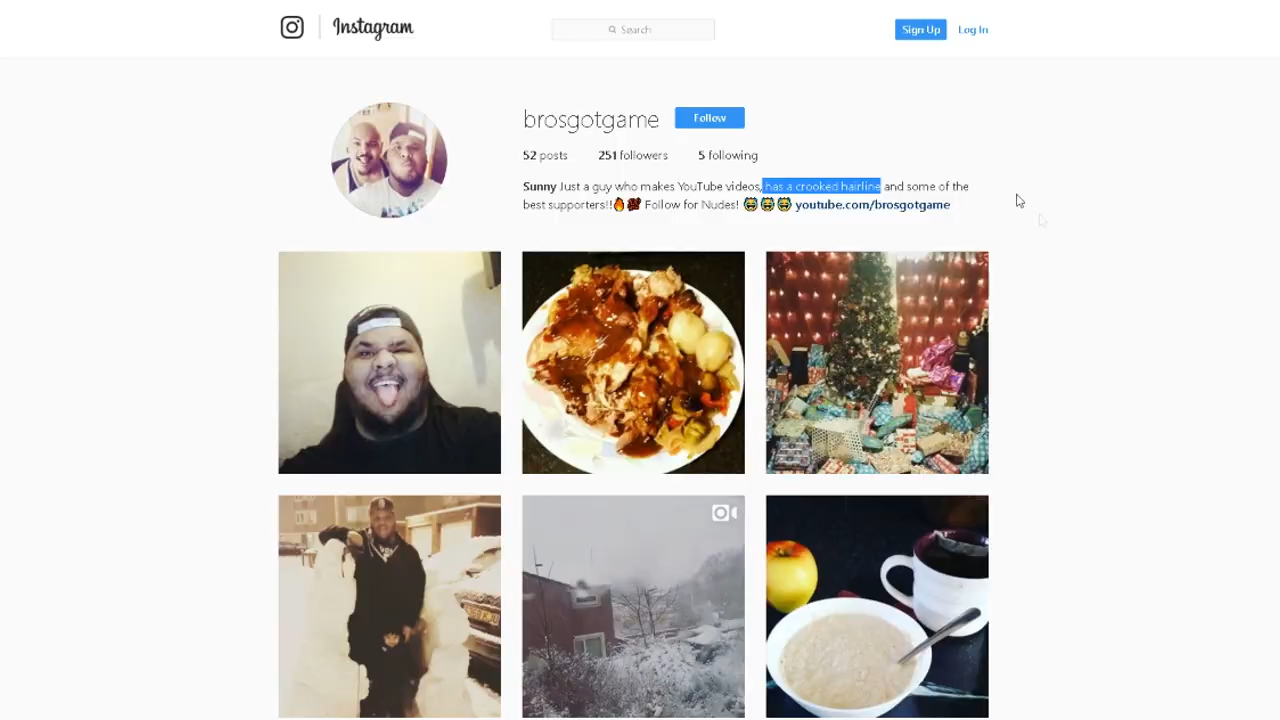 Instagram
Search
Sign Up
Log In
brosgotgame
Follow
52 posts 251 followers 5 following
Sunny Just a guy who makes YouTube videos, has a crooked hairline and some of the
best supporters!!🔥💯 Follow for Nudes! 😂😂😂 youtube.com/brosgotgame